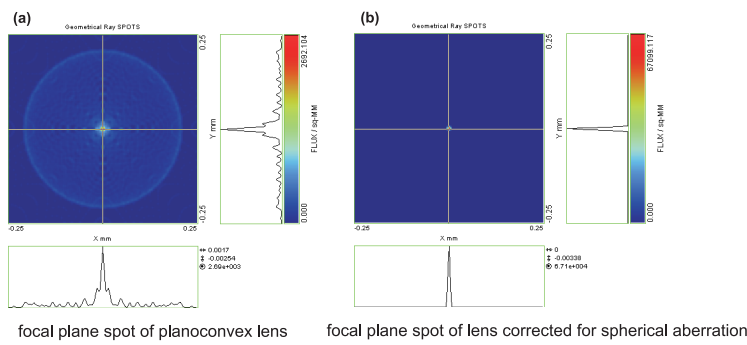 (a)
Geometrical Ray SPOTS
0.25
Y mm
-0.25
-0.25
X mm
0.25
2692.104
FLUX / sq-MM
0.000
0.0017
-0.00254
2.69e+003
focal plane spot of planoconvex lens
(b)
Geometrical Ray SPOTS
0.25
Y mm
-0.25
-0.25
X mm
0.25
67099.117
FLUX / sq-MM
0.000
0
-0.00338
6.71e+004
focal plane spot of lens corrected for spherical aberration